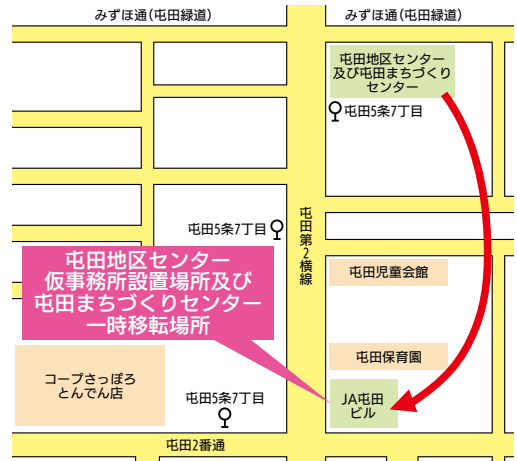 みずほ通(屯田緑道)
みずほ通(屯田緑道)
屯田地区センター
及び屯田まちづくり
センター
屯田5条7丁目
屯田5条7丁目
屯田第2横線
屯田地区センター
仮事務所設置場所及び
屯田まちづくりセンター
一時移転場所
屯田児童会館
屯田保育園
コープさっぽろ
とんでん店
屯田5条7丁目
JA屯田
ビル
屯田2番通